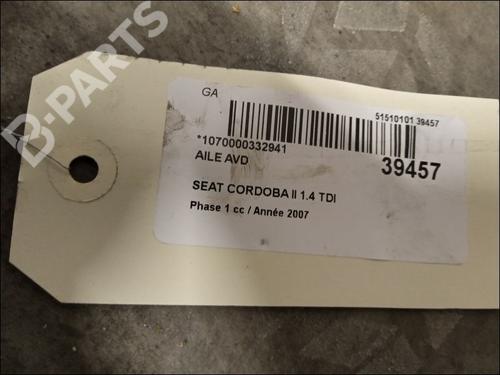 B-PARTS
GA
51510101 39457
*1070000332941
39457
AILE AVD
SEAT CORDOBA II 1.4 TDI
Phase 1 cc / Année 2007